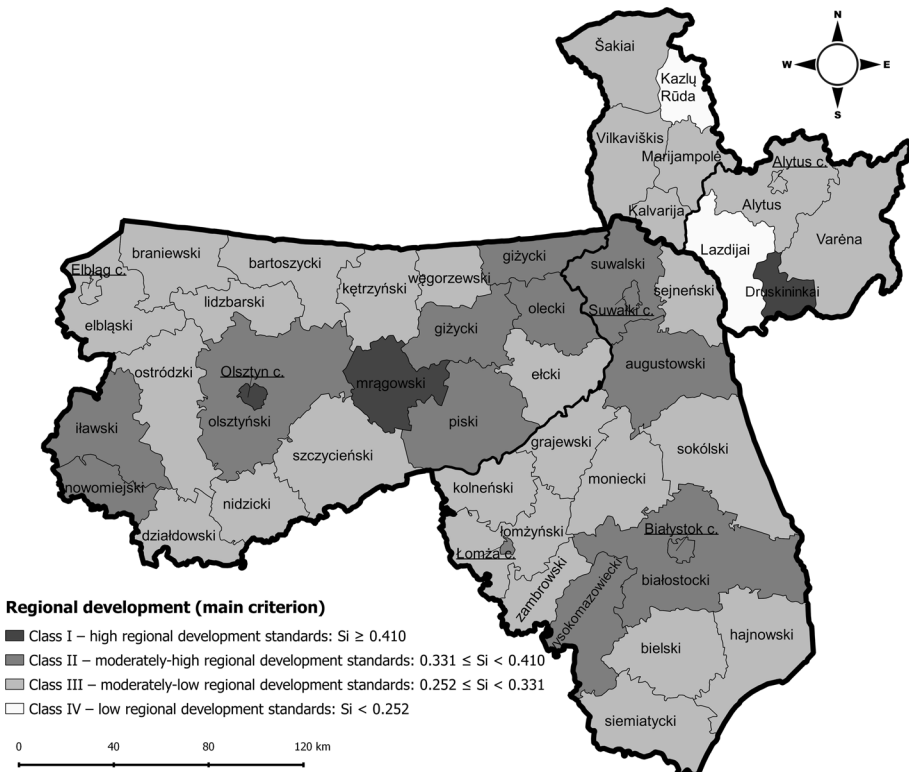 N
W E
S
Šakiai
Kazlų
Rūda
Vilkaviškis
Marijampolė
Alytus c.
Kalvarija
Alytus
Varėna
Lazdijai
Druskininkai
braniewski
Elbląg c.
bartoszycki
giżycki
suwalski
węgorzewski
kętrzyński
sejneński
lidzbarski
olecki
Suwałki c.
elbląski
giżycki
ostródzki
Olsztyn c.
ełcki
augustowski
mrągowski
iławski
olsztyński
piski
szczycieński
grajewski
sokólski
nowomiejski
kolneński
moniecki
nidzicki
działdowski
łomżyński
Białystok c.
Łomża c.
zambrowski
białostocki
ysokomazowiecki
hajnowski
bielski
siemiatycki
Regional development (main criterion)
Class I – high regional development standards: Si ≥ 0.410
Class II – moderately-high regional development standards: 0.331 ≤ Si < 0.410
Class III – moderately-low regional development standards: 0.252 ≤ Si < 0.331
Class IV – low regional development standards: Si < 0.252
0 40 80 120 km